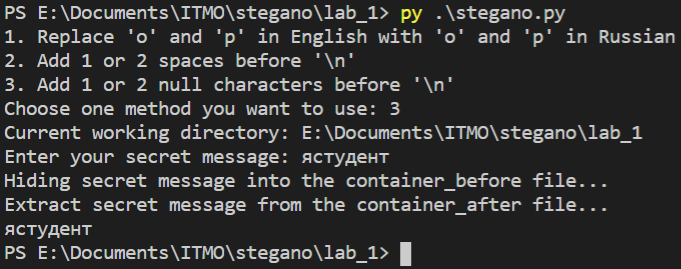 PS E:\Documents\ITMO\stegano\lab_1> py .\stegano.py
1. Replace 'o' and 'p' in English with 'o' and 'p' in Russian
2. Add 1 or 2 spaces before '\n'
3. Add 1 or 2 null characters before '\n'
Choose one method you want to use: 3
Current working directory: E:\Documents\ITMO\stegano\lab_1
Enter your secret message: ястудент
Hiding secret message into the container_before file...
Extract secret message from the container_after file...
ястудент
PS E:\Documents\ITMO\stegano\lab_1>